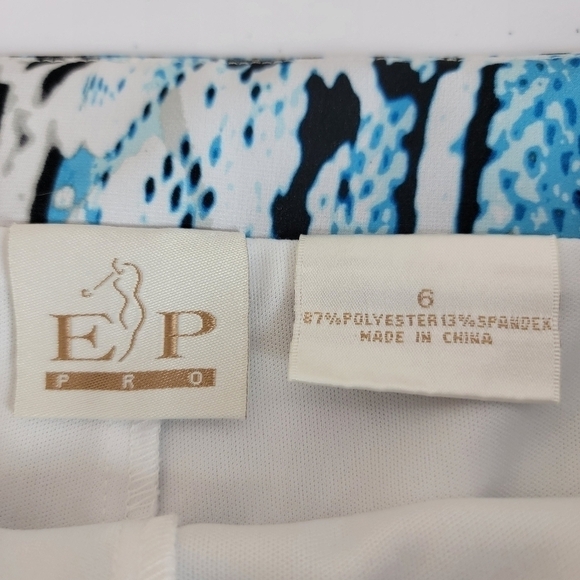 EP
PRO
6
87%POLYESTER13%SPANDEX
MADE IN CHINA